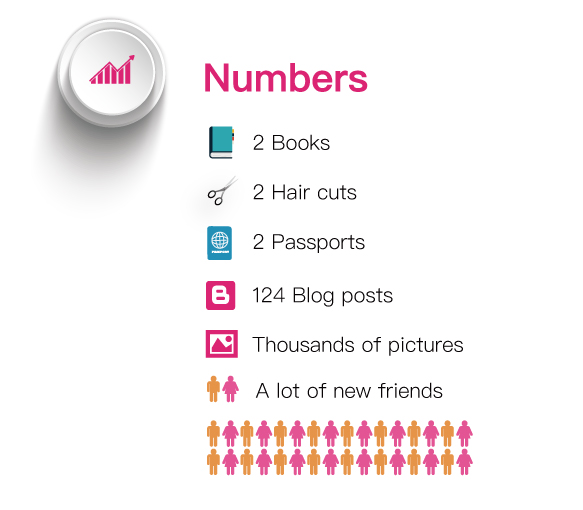 Numbers
2 Books
2 Hair cuts
2 Passports
124 Blog posts
Thousands of pictures
A lot of new friends